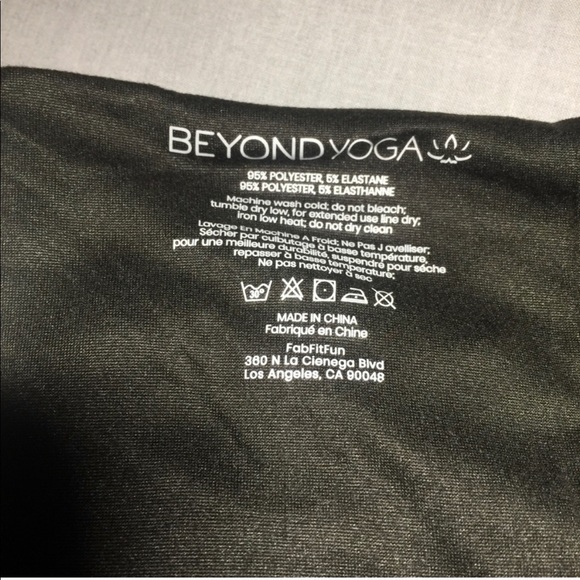 BEYOND YOGA
95% POLYESTER, 5% ELASTANE
95% POLYESTER, 5% ELASTHANNE
Machine wash cold; do not bleach;
tumble dry low, for extended use line dry;
iron low heat; do not dry clean
Lavage En Machine A Froid; Ne Pas J avelliser;
Sécher par culbutage à basse température,
pour une meilleure durabilité, suspendre pour séche
repasser à basse temperature;
Ne pas nettoyer à sec
30°
MADE IN CHINA
Fabriqué en Chine
FabFitFun
360 N La Cienega Blvd
Los Angeles, CA 90048